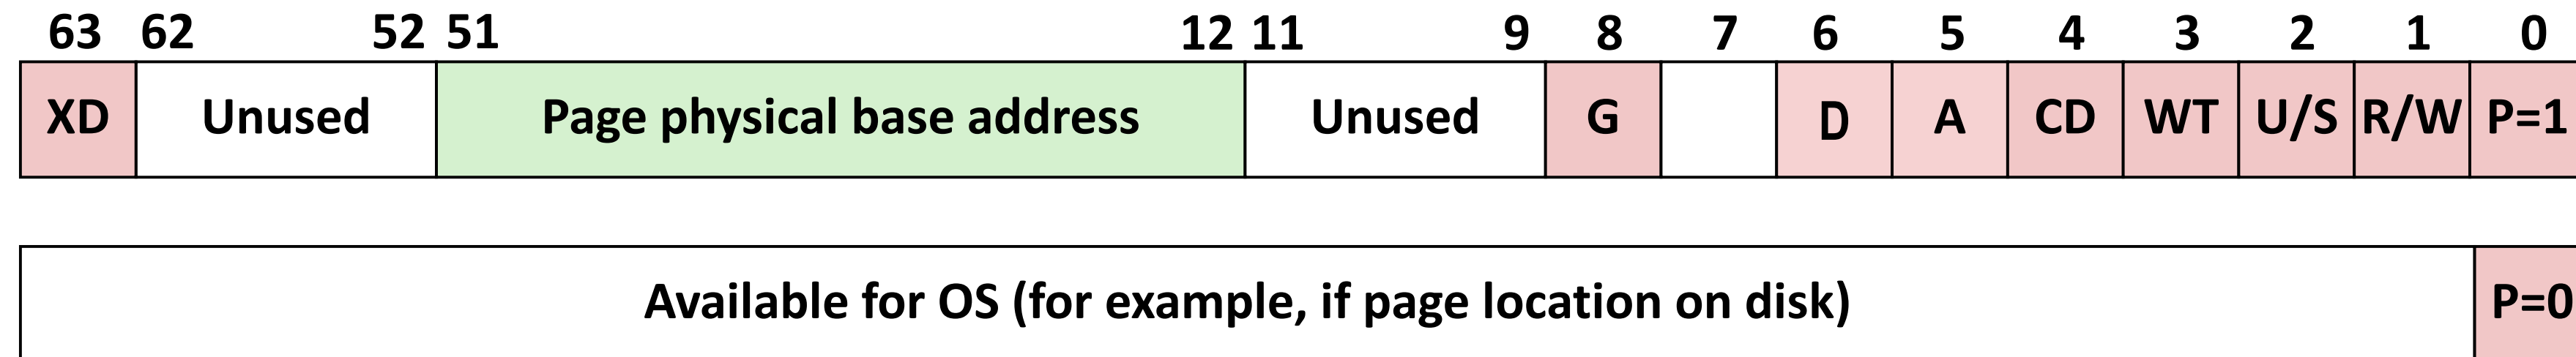 63 62 52 51 12 11 9 8 7 6 5 4 3 2 1 0
XD Unused Page physical base address Unused G D A CD WT U/S R/W P=1
Available for OS (for example, if page location on disk) P=0